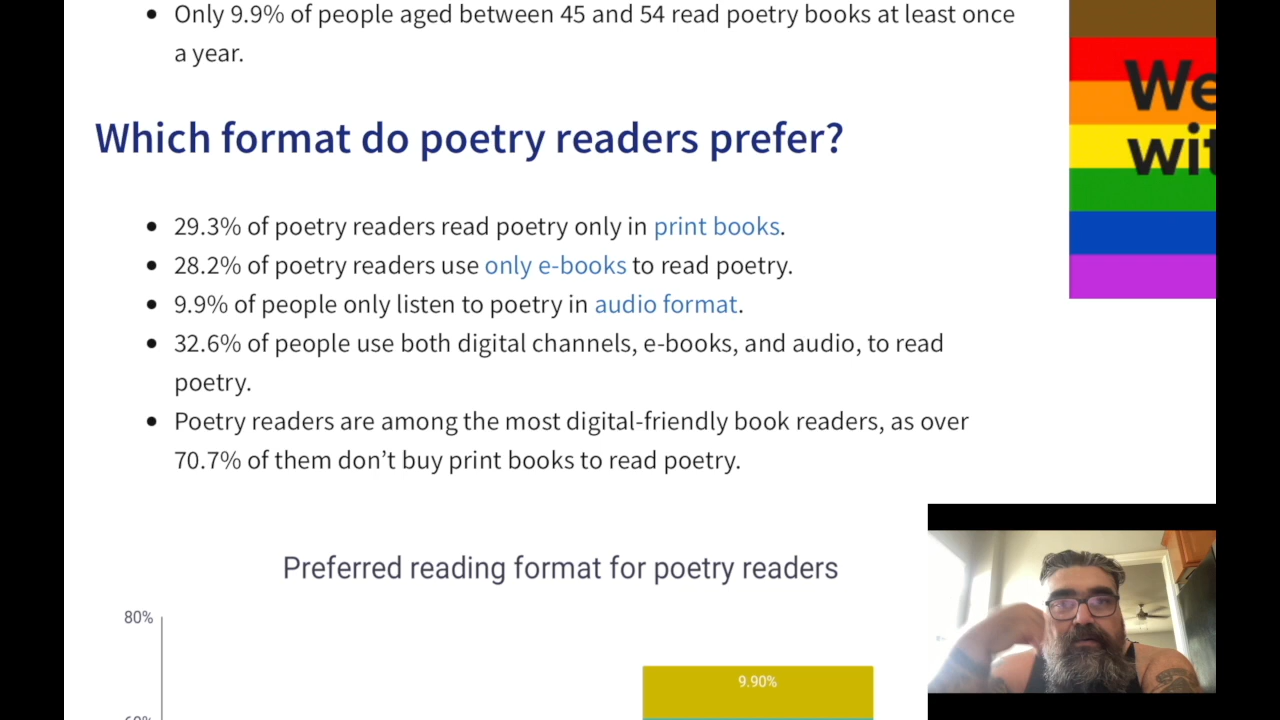 Only 9.9% of people aged between 45 and 54 read poetry books at least once
a year.
We
wit
Which format do poetry readers prefer?
29.3% of poetry readers read poetry only in print books.
28.2% of poetry readers use only e-books to read poetry.
9.9% of people only listen to poetry in audio format.
32.6% of people use both digital channels, e-books, and audio, to read
poetry.
Poetry readers are among the most digital-friendly book readers, as over
70.7% of them don’t buy print books to read poetry.
Preferred reading format for poetry readers
80%
9.90%